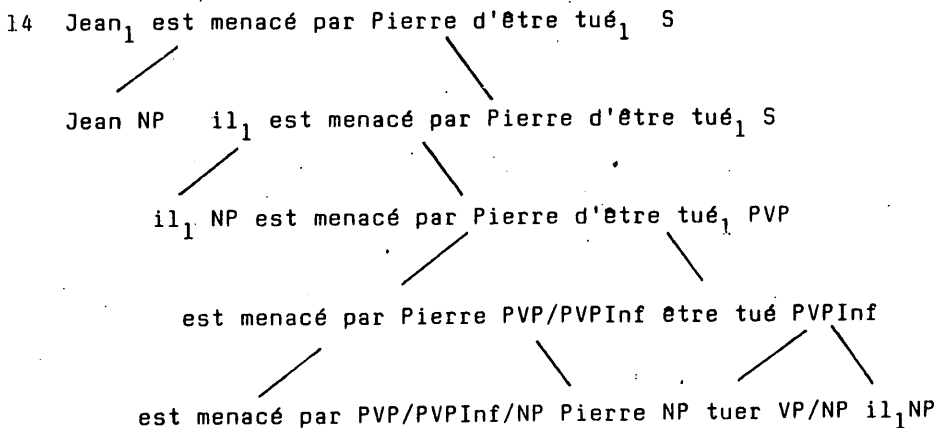 14 Jean₁ est menacé par Pierre d'être tué₁ S
Jean NP il₁ est menacé par Pierre d'être tué₁ S
il₁ NP est menacé par Pierre d'être tué₁ PVP
est menacé par Pierre PVP/PVPInf être tué PVPInf
est menacé par PVP/PVPInf/NP Pierre NP tuer VP/NP il₁NP